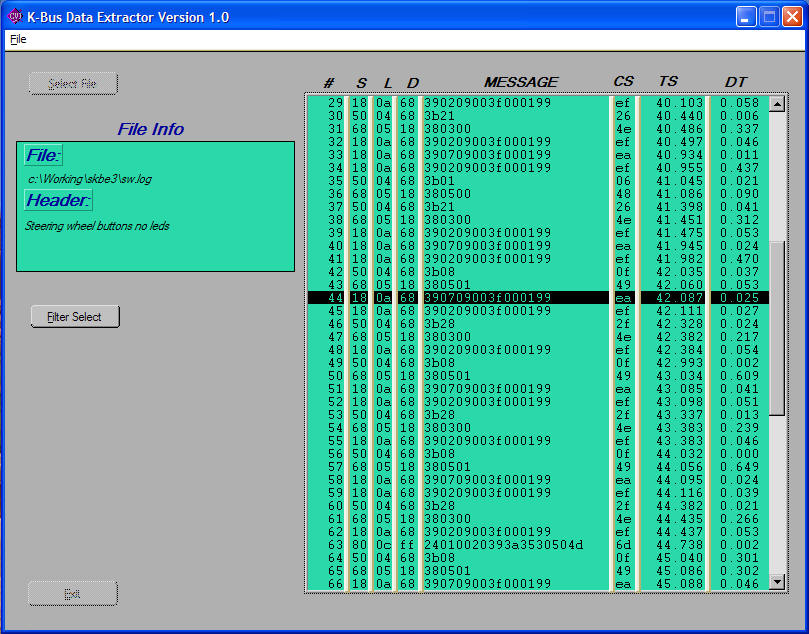 K-Bus Data Extractor Version 1.0
File
Select File
File Info
File:
c:\Working\skbe3\sw.log
Header:
Steering wheel buttons no leds
Filter Select
Exit
# S L D MESSAGE CS TS DT
29 18 0a 68 390209003f000199 ef 40.103 0.058
30 50 04 68 3b21 26 40.440 0.006
31 68 05 18 380300 4e 40.486 0.337
32 18 0a 68 390209003f000199 ef 40.497 0.046
33 18 0a 68 390709003f000199 ea 40.934 0.011
34 18 0a 68 390209003f000199 ef 40.955 0.437
35 50 04 68 3b01 06 41.045 0.021
36 68 05 18 380500 48 41.086 0.090
37 50 04 68 3b21 26 41.398 0.041
38 68 05 18 380300 4e 41.451 0.312
39 18 0a 68 390209003f000199 ef 41.475 0.053
40 18 0a 68 390709003f000199 ea 41.945 0.024
41 18 0a 68 390209003f000199 ef 41.982 0.470
42 50 04 68 3b08 0f 42.035 0.037
43 68 05 18 380501 49 42.060 0.053
44 18 0a 68 390709003f000199 ea 42.087 0.025
45 18 0a 68 390209003f000199 ef 42.111 0.027
46 50 04 68 3b28 2f 42.328 0.024
47 68 05 18 380300 4e 42.382 0.217
48 18 0a 68 390209003f000199 ef 42.384 0.054
49 50 04 68 3b08 0f 42.993 0.002
50 68 05 18 380501 49 43.034 0.609
51 18 0a 68 390709003f000199 ea 43.085 0.041
52 18 0a 68 390209003f000199 ef 43.098 0.051
53 50 04 68 3b28 2f 43.337 0.013
54 68 05 18 380300 4e 43.383 0.239
55 18 0a 68 390209003f000199 ef 43.383 0.046
56 50 04 68 3b08 0f 44.032 0.000
57 68 05 18 380501 49 44.056 0.649
58 18 0a 68 390709003f000199 ea 44.095 0.024
59 18 0a 68 390209003f000199 ef 44.116 0.039
60 50 04 68 3b28 2f 44.382 0.021
61 68 05 18 380300 4e 44.435 0.266
62 18 0a 68 390209003f000199 ef 44.437 0.053
63 80 0c ff 24010020393a3530504d 6d 44.738 0.002
64 50 04 68 3b08 0f 45.040 0.301
65 68 05 18 380501 49 45.086 0.302
66 18 0a 68 390709003f000199 ea 45.088 0.046